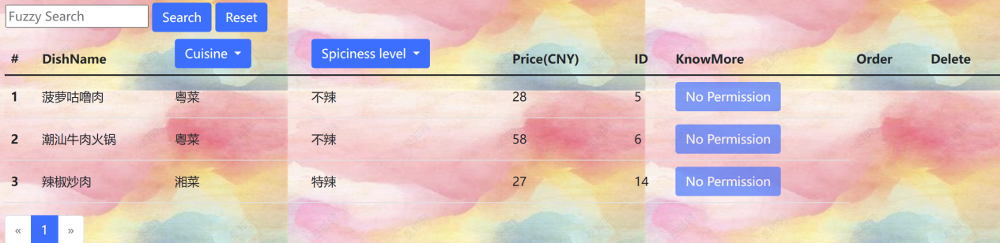 Fuzzy Search Search Reset
# DishName Cuisine Spiciness level Price(CNY) ID KnowMore Order Delete
1 菠萝咕噜肉 粤菜 不辣 28 5 No Permission
2 潮汕牛肉火锅 粤菜 不辣 58 6 No Permission
3 辣椒炒肉 湘菜 特辣 27 14 No Permission
« 1 »